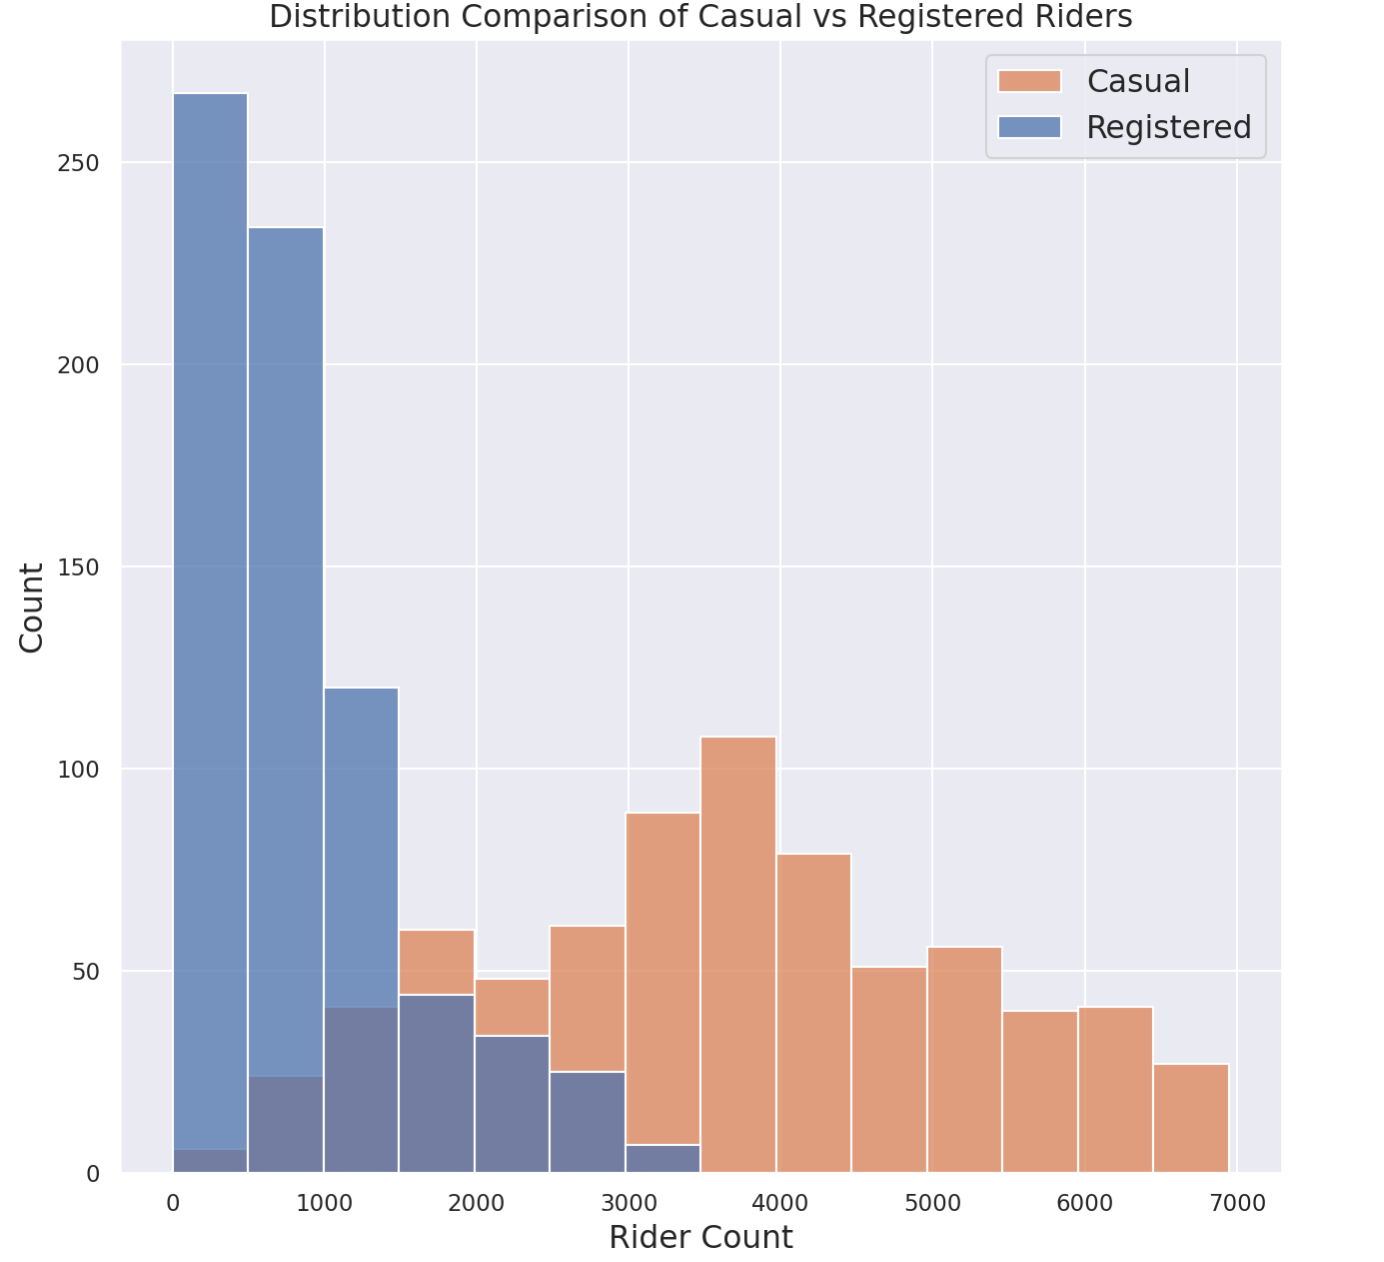 Distribution Comparison of Casual vs Registered Riders
Casual
Registered
250
200
150
100
50
0
Count
0 1000 2000 3000 4000 5000 6000 7000
Rider Count